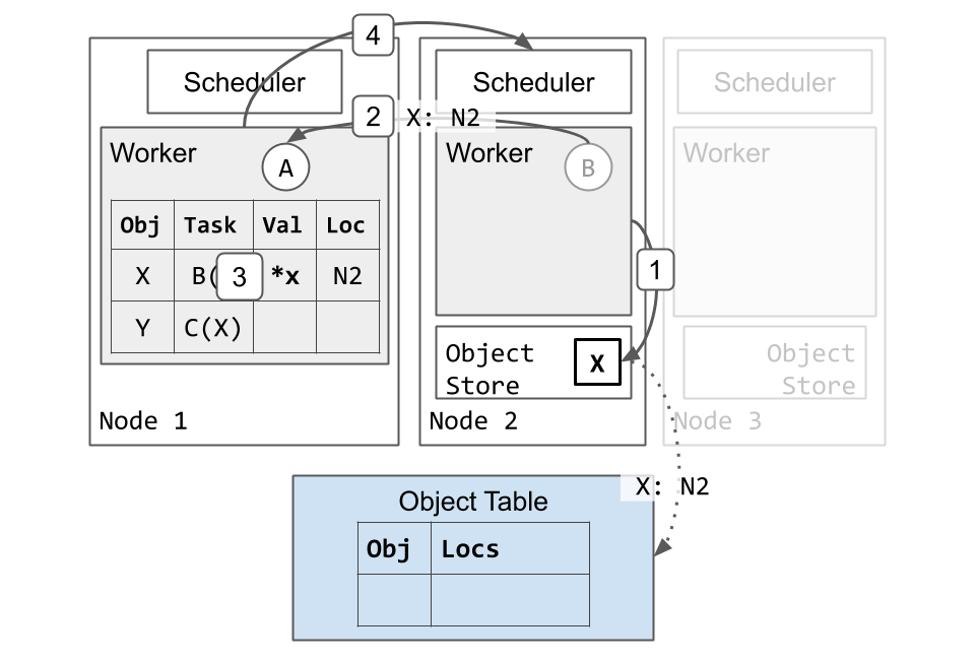 4
Scheduler
Scheduler
Scheduler
2
X: N2
Worker
A
Worker
B
Worker
Obj Task Val Loc
X B( 3 *x N2
Y C(X)
1
Object
Store
X
Object
Store
Node 1
Node 2
Node 3
X: N2
Object Table
Obj Locs